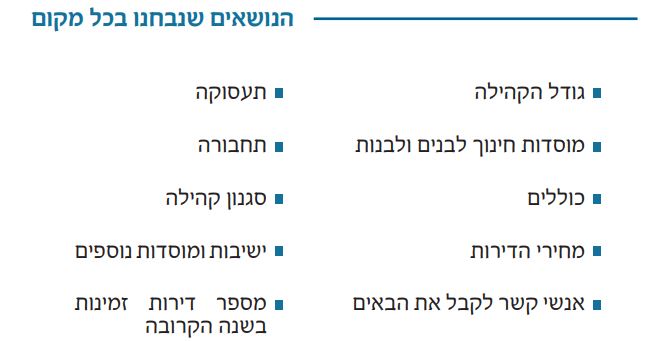 הנושאים שנבחנו בכל מקום
גודל הקהילה
מוסדות חינוך לבנים ולבנות
כוללים
מחירי הדירות
אנשי קשר לקבל את הבאים
תעסוקה
תחבורה
סגנון קהילה
ישיבות ומוסדות נוספים
מספר דירות זמינות
בשנה הקרובה